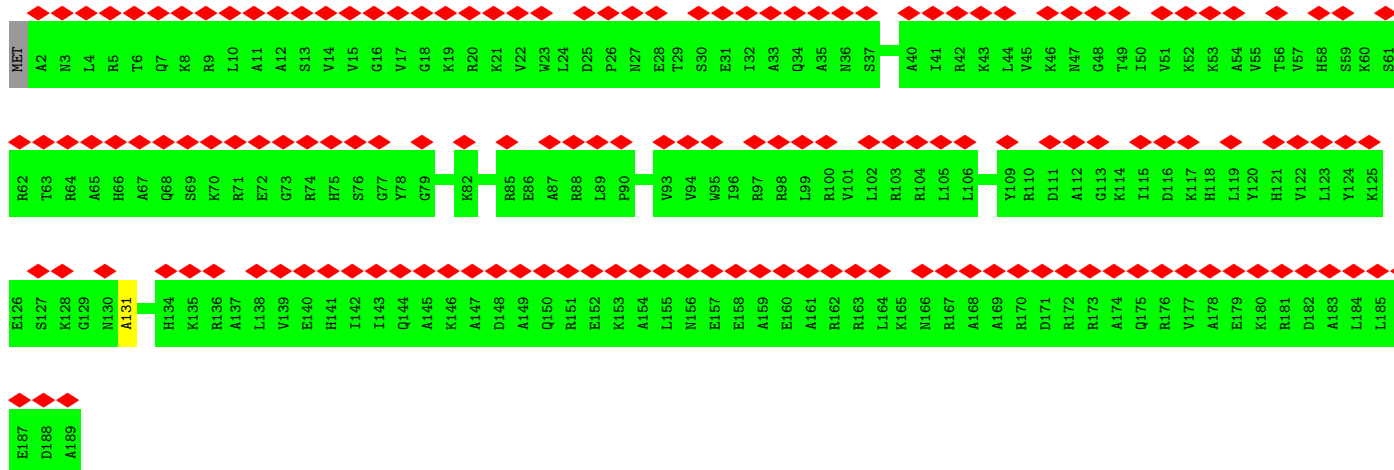 MET A2 N3 L4 R5 T6 Q7 K8 R9 L10 A11 A12 S13 V14 V15 G16 V17 G18 K19 R20 K21 V22 W23 L24 D25 P26 N27 E28 T29 S30 E31 I32 A33 Q34 A35 N36 S37 A40 I41 R42 K43 L44 V45 K46 N47 G48 T49 I50 V51 K52 K53 A54 V55 T56 V57 H58 S59 K60 S61
R62 T63 R64 A65 H66 A67 Q68 S69 K70 R71 E72 G73 R74 H75 S76 G77 Y78 G79 K82 R85 E86 A87 R88 L89 P90 V93 V94 W95 I96 R97 R98 L99 R100 V101 L102 R103 R104 L105 L106 Y109 R110 D111 A112 G113 K114 I115 D116 K117 H118 L119 Y120 H121 V122 L123 Y124 K125
E126 S127 K128 G129 N130 A131 H134 K135 R136 A137 L138 V139 E140 H141 I142 I143 Q144 A145 K146 A147 D148 A149 Q150 R151 E152 K153 A154 L155 N156 E157 E158 A159 E160 A161 R162 R163 L164 K165 N166 R167 A168 A169 R170 D171 R172 R173 A174 Q175 R176 V177 A178 E179 K180 R181 D182 A183 L184 L185
E187 D188 A189